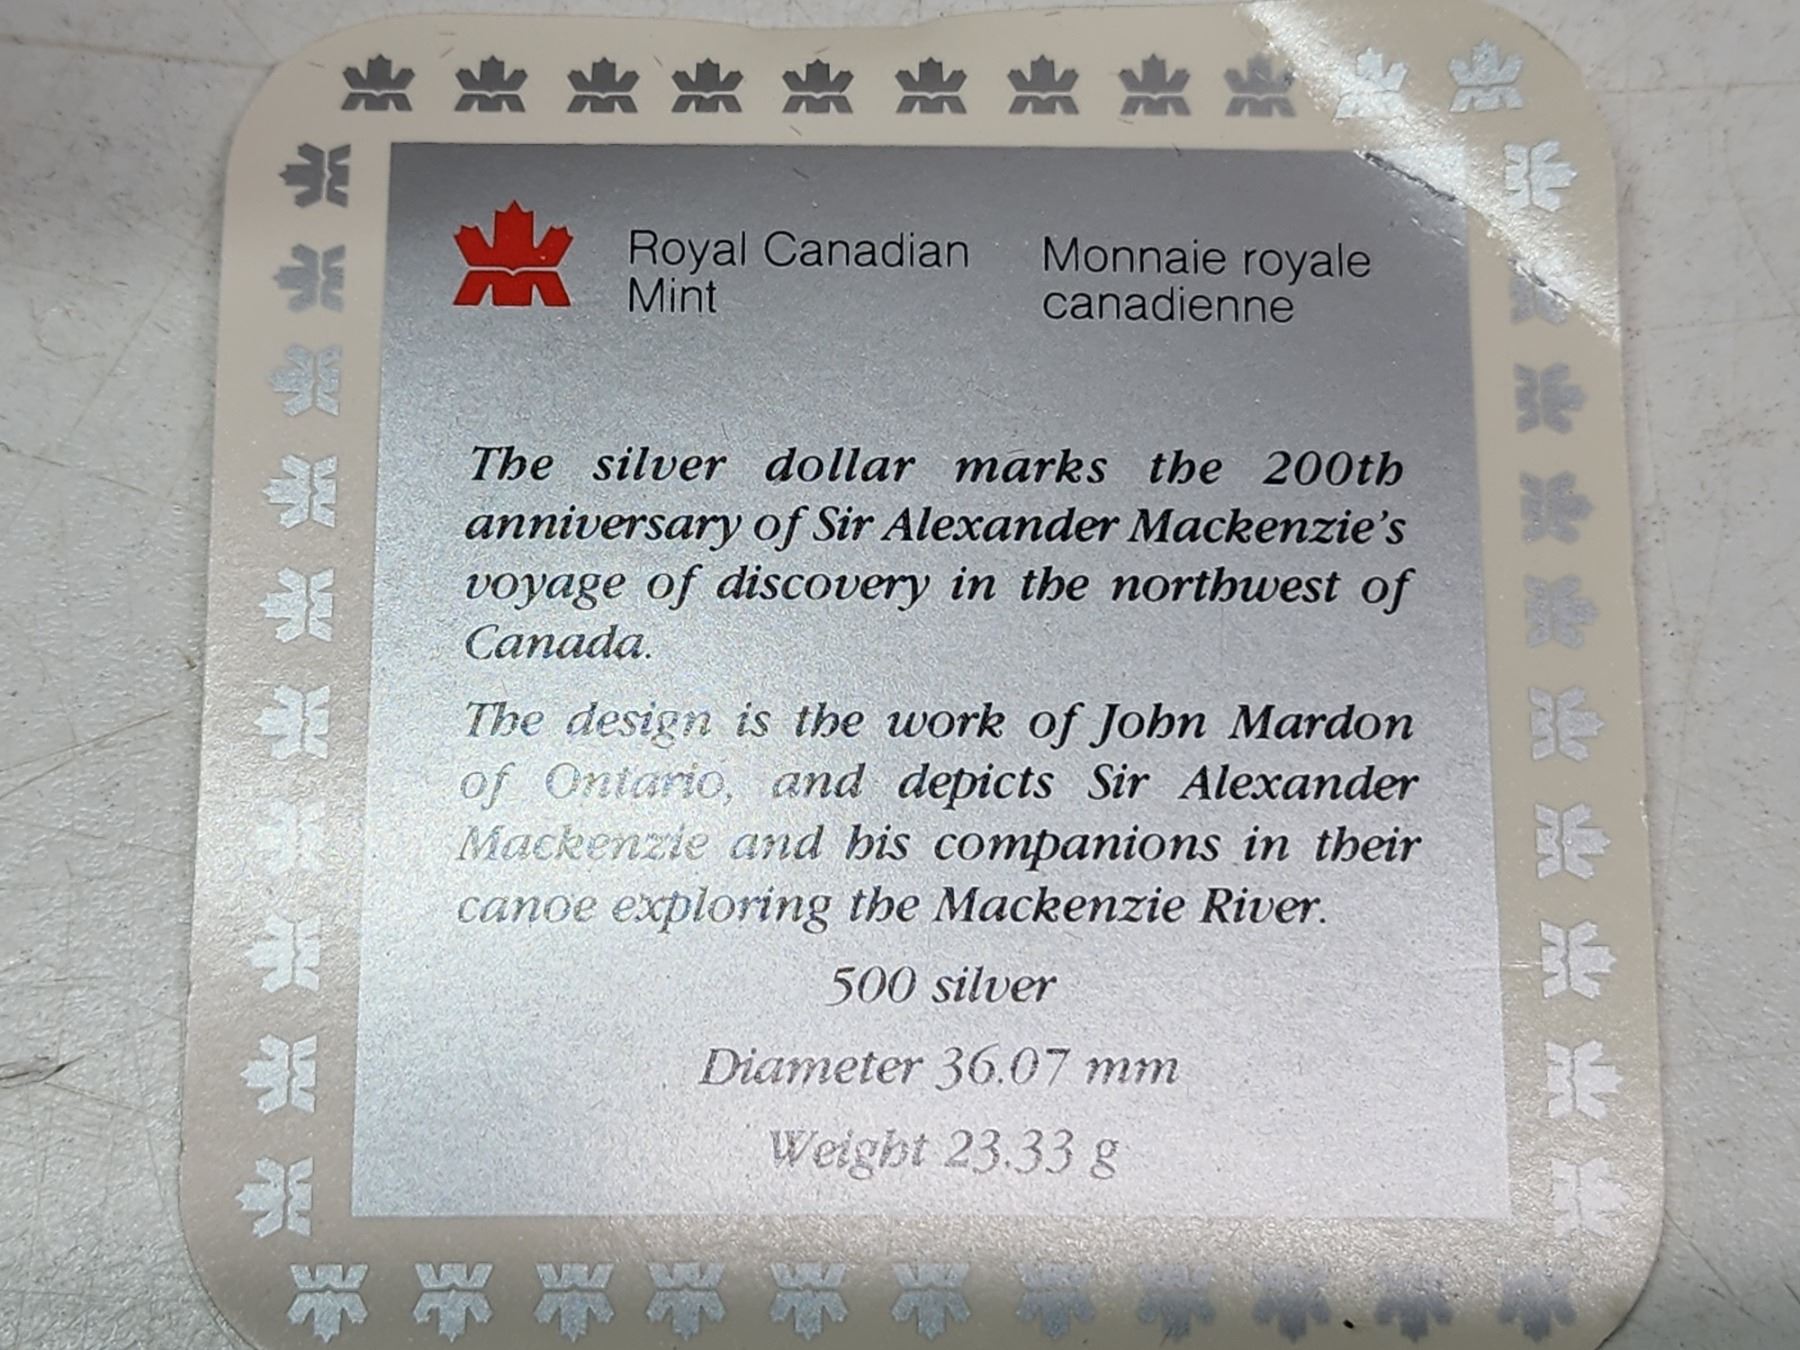 Royal Canadian Mint
Monnaie royale canadienne
The silver dollar marks the 200th
anniversary of Sir Alexander Mackenzie's
voyage of discovery in the northwest of
Canada.
The design is the work of John Mardon
of Ontario, and depicts Sir Alexander
Mackenzie and his companions in their
canoe exploring the Mackenzie River.
500 silver
Diameter 36.07 mm
Weight 23.33 g